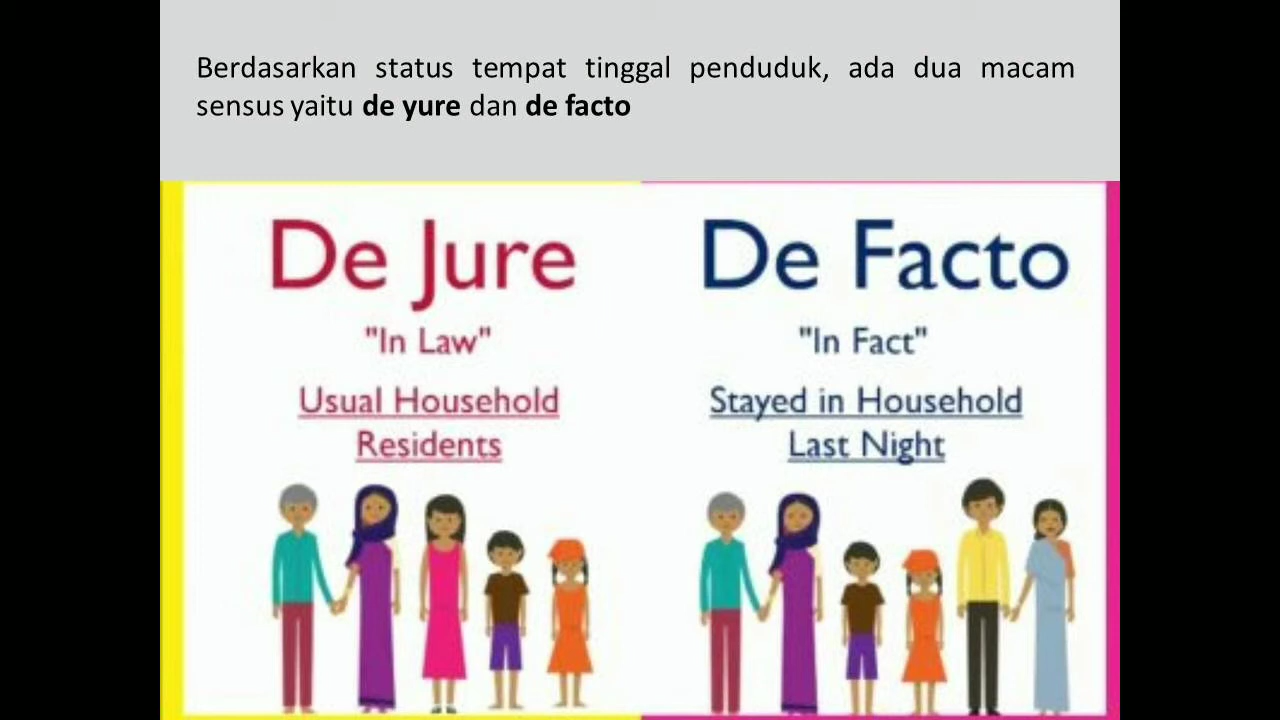 Berdasarkan status tempat tinggal penduduk, ada dua macam
sensus yaitu de yure dan de facto
De Jure
"In Law"
Usual Household
Residents
De Facto
"In Fact"
Stayed in Household
Last Night